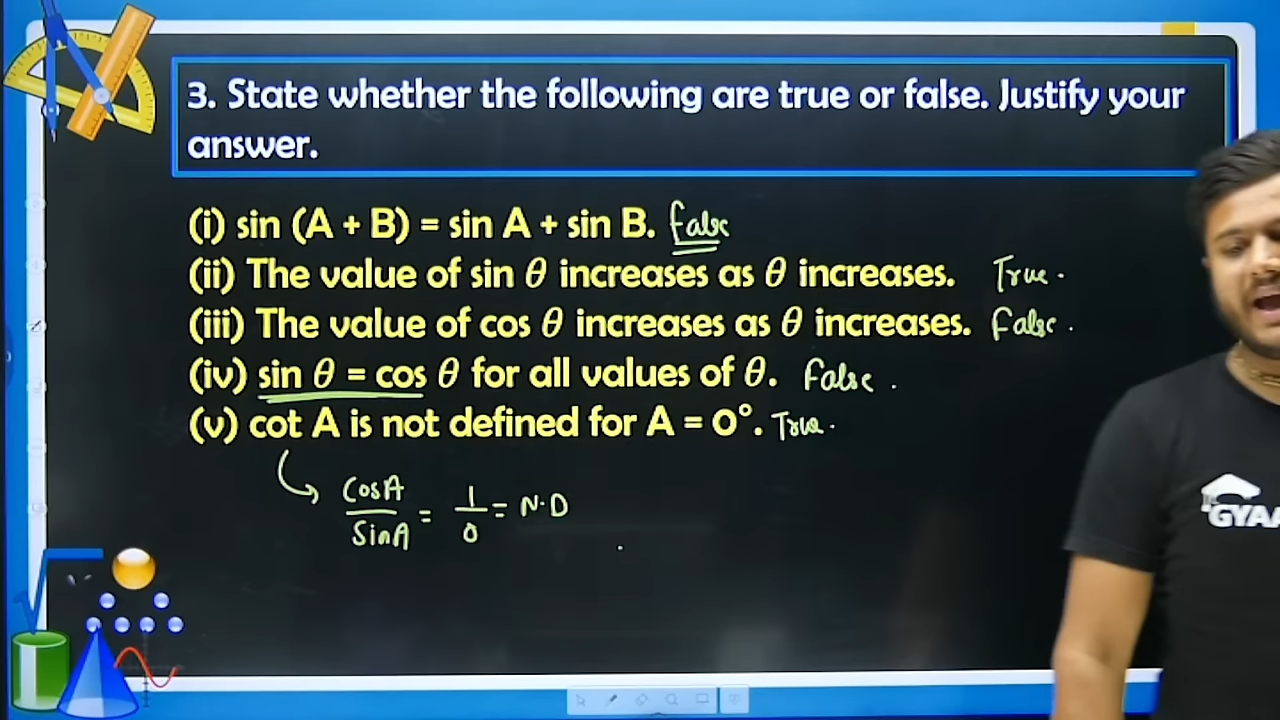 3. State whether the following are true or false. Justify your
answer.
(i) sin (A + B) = sin A + sin B. False
(ii) The value of sin θ increases as θ increases. True.
(iii) The value of cos θ increases as θ increases. False.
(iv) sin θ = cos θ for all values of θ. False.
(v) cot A is not defined for A = 0°. True.
CosA / SinA = 1/0 = N.D
GYAA